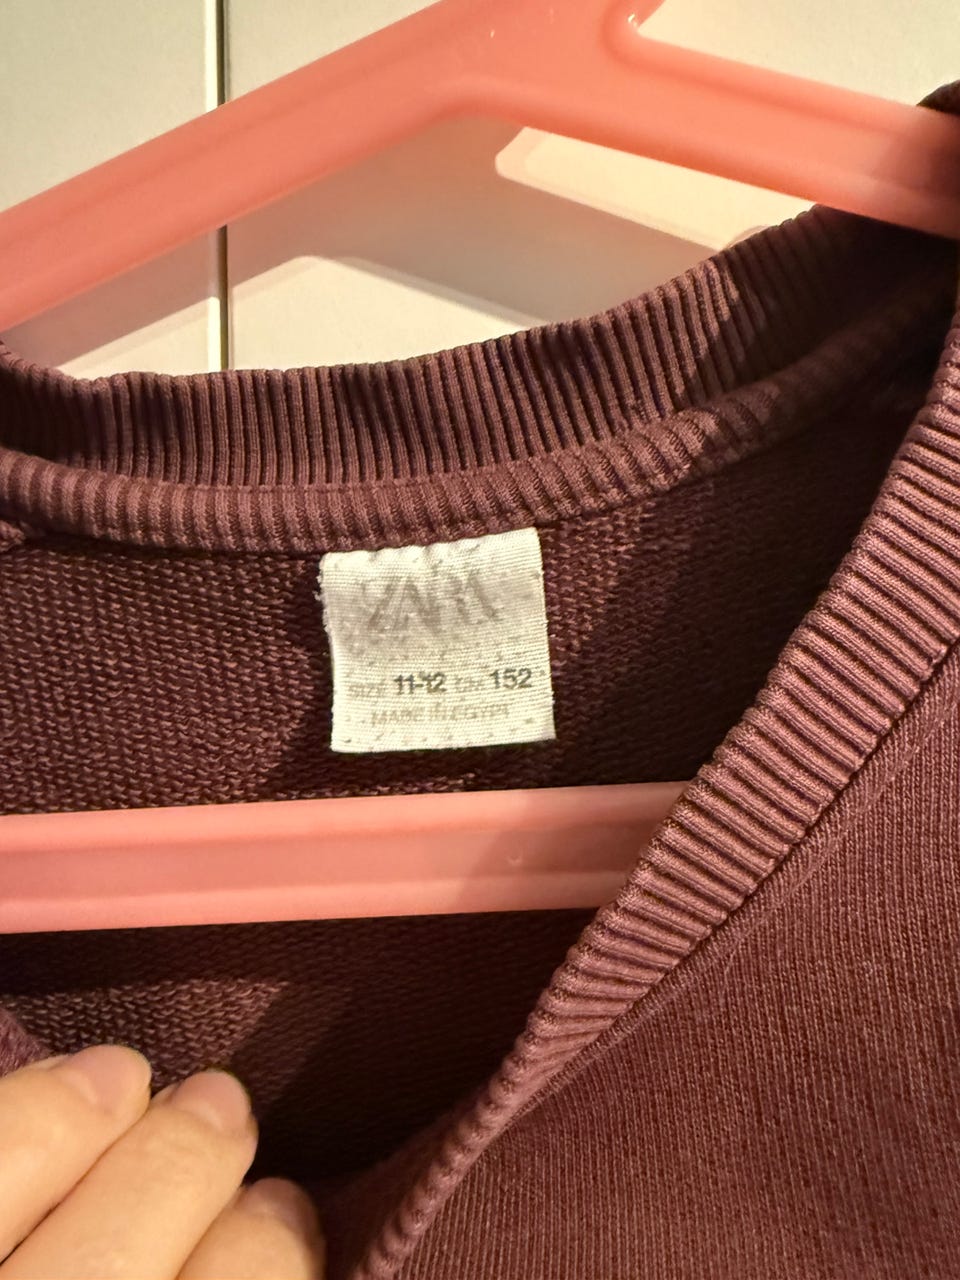 ZARA
SIZE 11-12 CM 152
MADE IN EGYPT